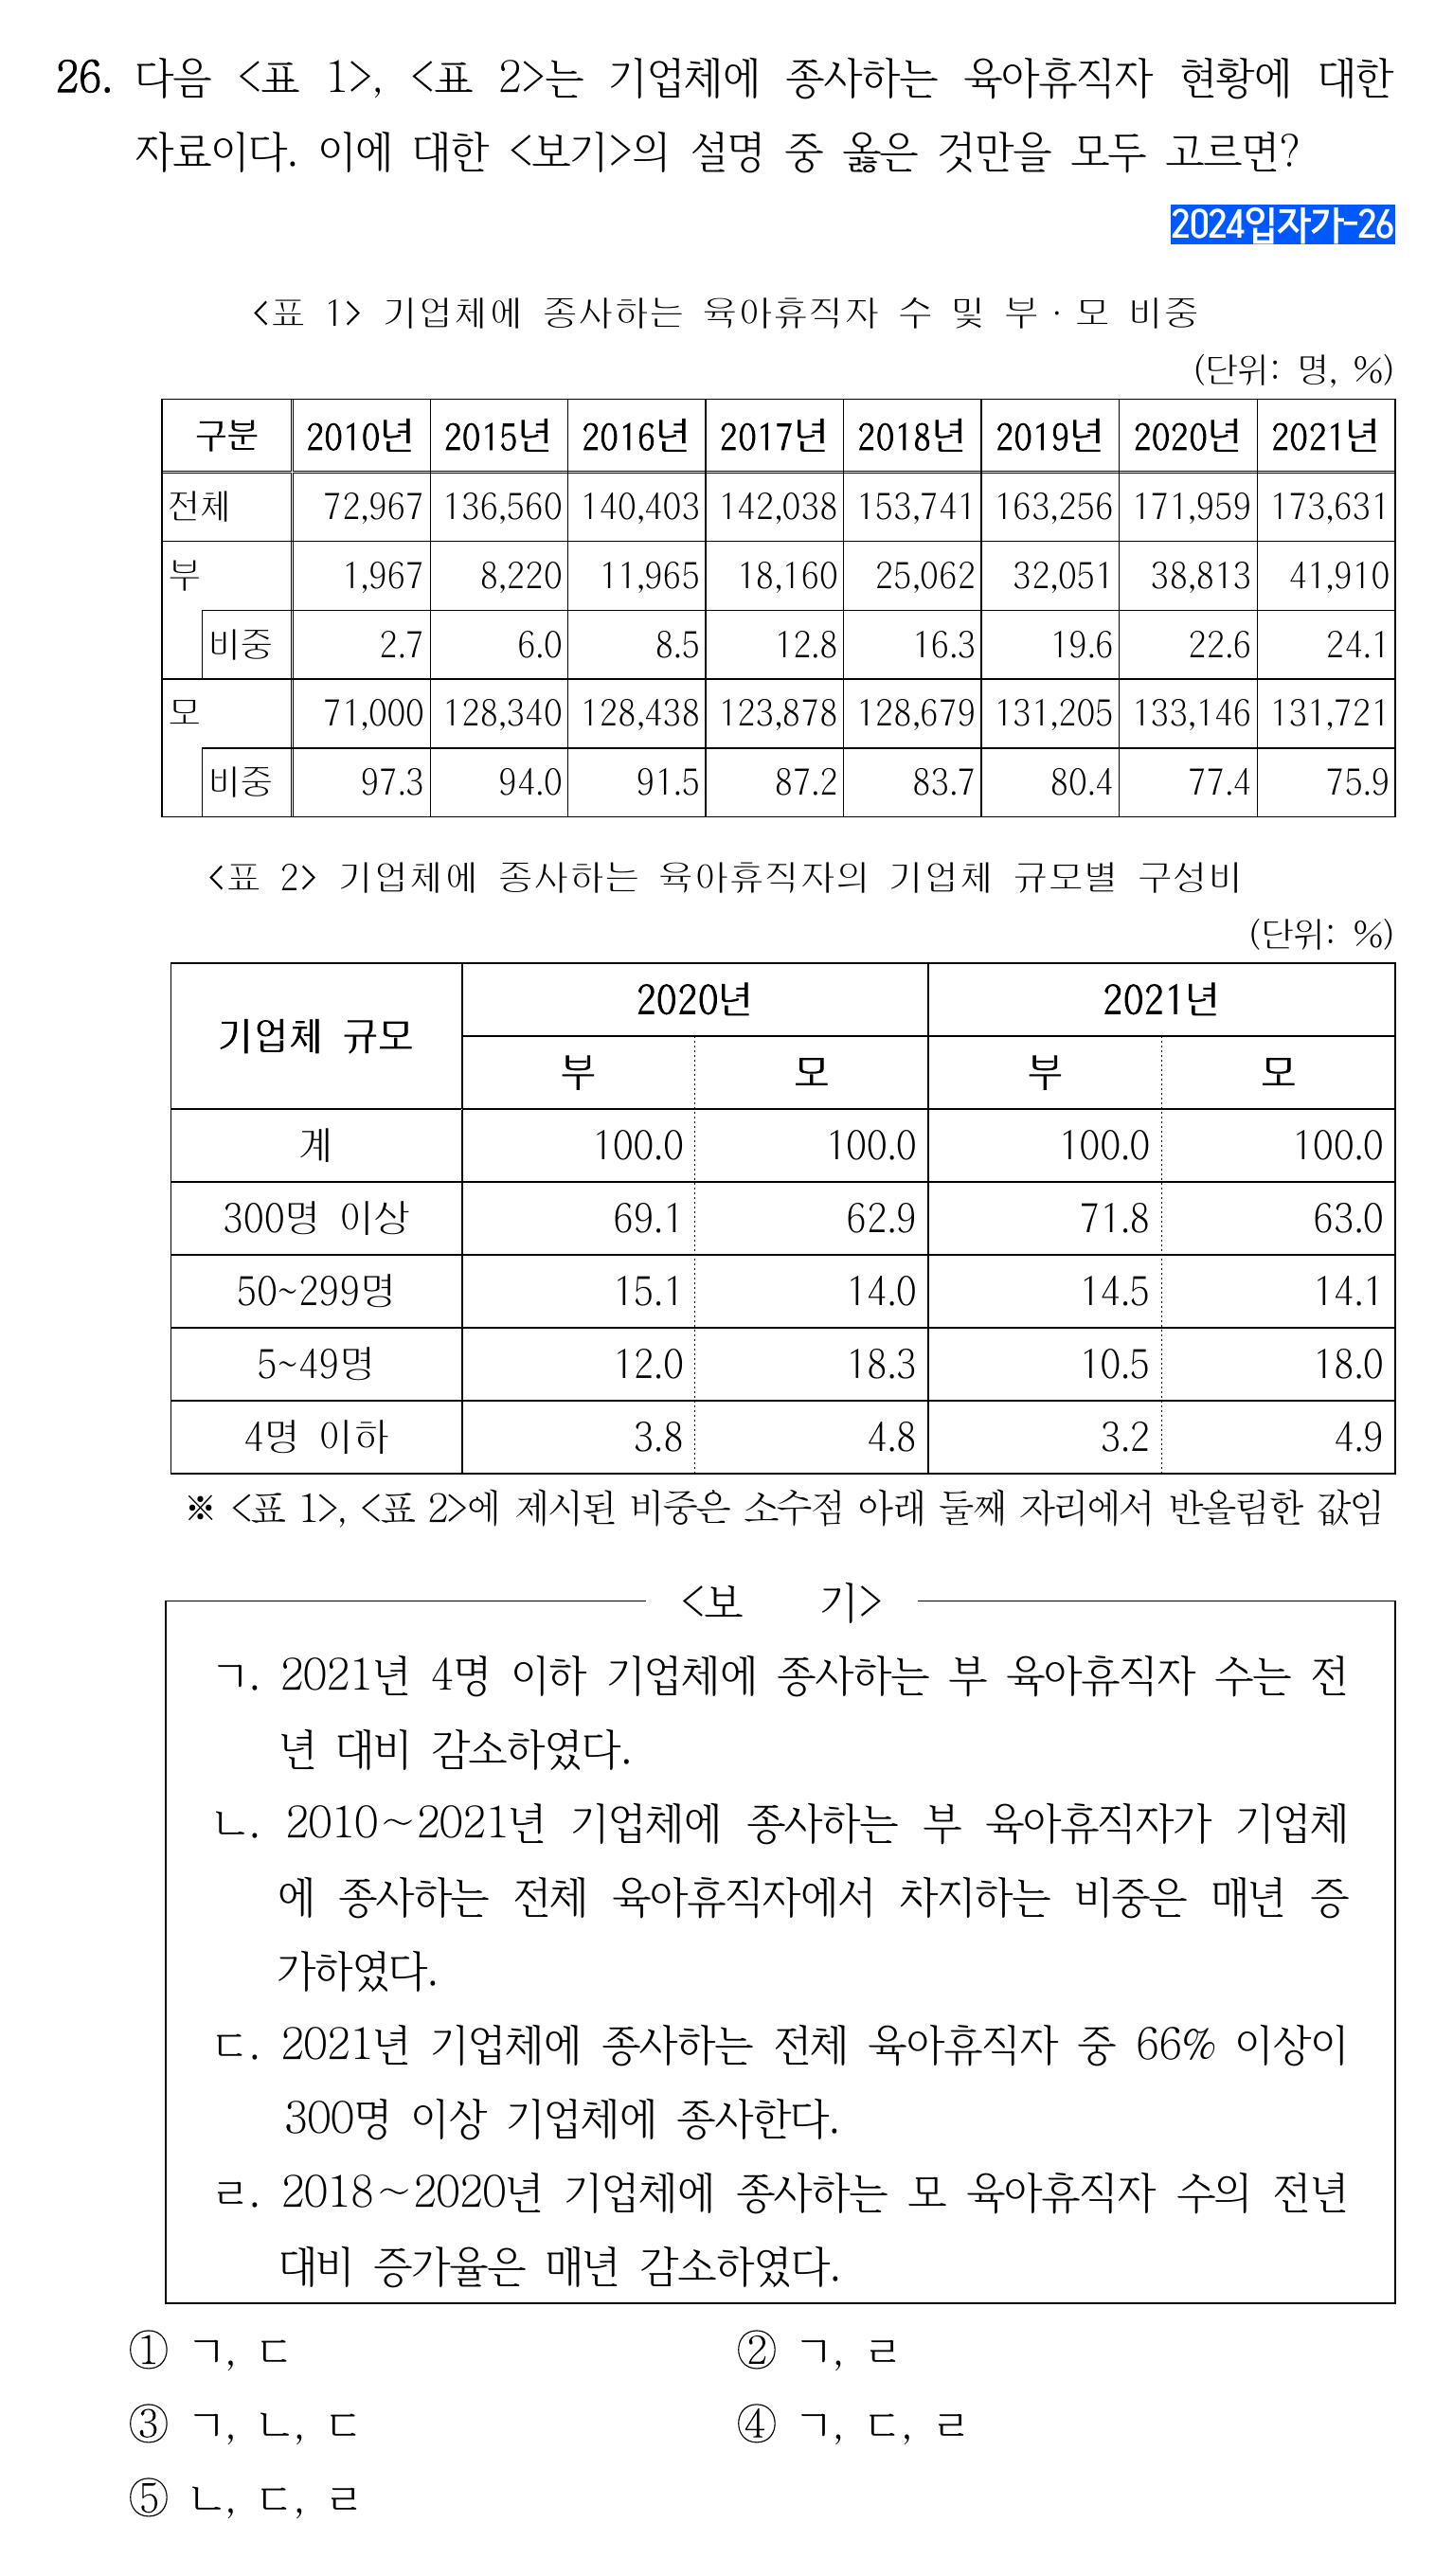 26. 다음 <표 1>, <표 2>는 기업체에 종사하는 육아휴직자 현황에 대한
자료이다. 이에 대한 <보기>의 설명 중 옳은 것만을 모두 고르면?
2024입자가-26
<표 1> 기업체에 종사하는 육아휴직자 수 및 부·모 비중
(단위: 명, %)
구분 2010년 2015년 2016년 2017년 2018년 2019년 2020년 2021년
전체 72,967 136,560 140,403 142,038 153,741 163,256 171,959 173,631
부 1,967 8,220 11,965 18,160 25,062 32,051 38,813 41,910
비중 2.7 6.0 8.5 12.8 16.3 19.6 22.6 24.1
모 71,000 128,340 128,438 123,878 128,679 131,205 133,146 131,721
비중 97.3 94.0 91.5 87.2 83.7 80.4 77.4 75.9
<표 2> 기업체에 종사하는 육아휴직자의 기업체 규모별 구성비
(단위: %)
기업체 규모 2020년 2021년
부 모 부 모
계 100.0 100.0 100.0 100.0
300명 이상 69.1 62.9 71.8 63.0
50~299명 15.1 14.0 14.5 14.1
5~49명 12.0 18.3 10.5 18.0
4명 이하 3.8 4.8 3.2 4.9
※ <표 1>, <표 2>에 제시된 비중은 소수점 아래 둘째 자리에서 반올림한 값임
<보 기>
ㄱ. 2021년 4명 이하 기업체에 종사하는 부 육아휴직자 수는 전
년 대비 감소하였다.
ㄴ. 2010~2021년 기업체에 종사하는 부 육아휴직자가 기업체
에 종사하는 전체 육아휴직자에서 차지하는 비중은 매년 증
가하였다.
ㄷ. 2021년 기업체에 종사하는 전체 육아휴직자 중 66% 이상이
300명 이상 기업체에 종사한다.
ㄹ. 2018~2020년 기업체에 종사하는 모 육아휴직자 수의 전년
대비 증가율은 매년 감소하였다.
① ㄱ, ㄷ ② ㄱ, ㄹ
③ ㄱ, ㄴ, ㄷ ④ ㄱ, ㄷ, ㄹ
⑤ ㄴ, ㄷ, ㄹ